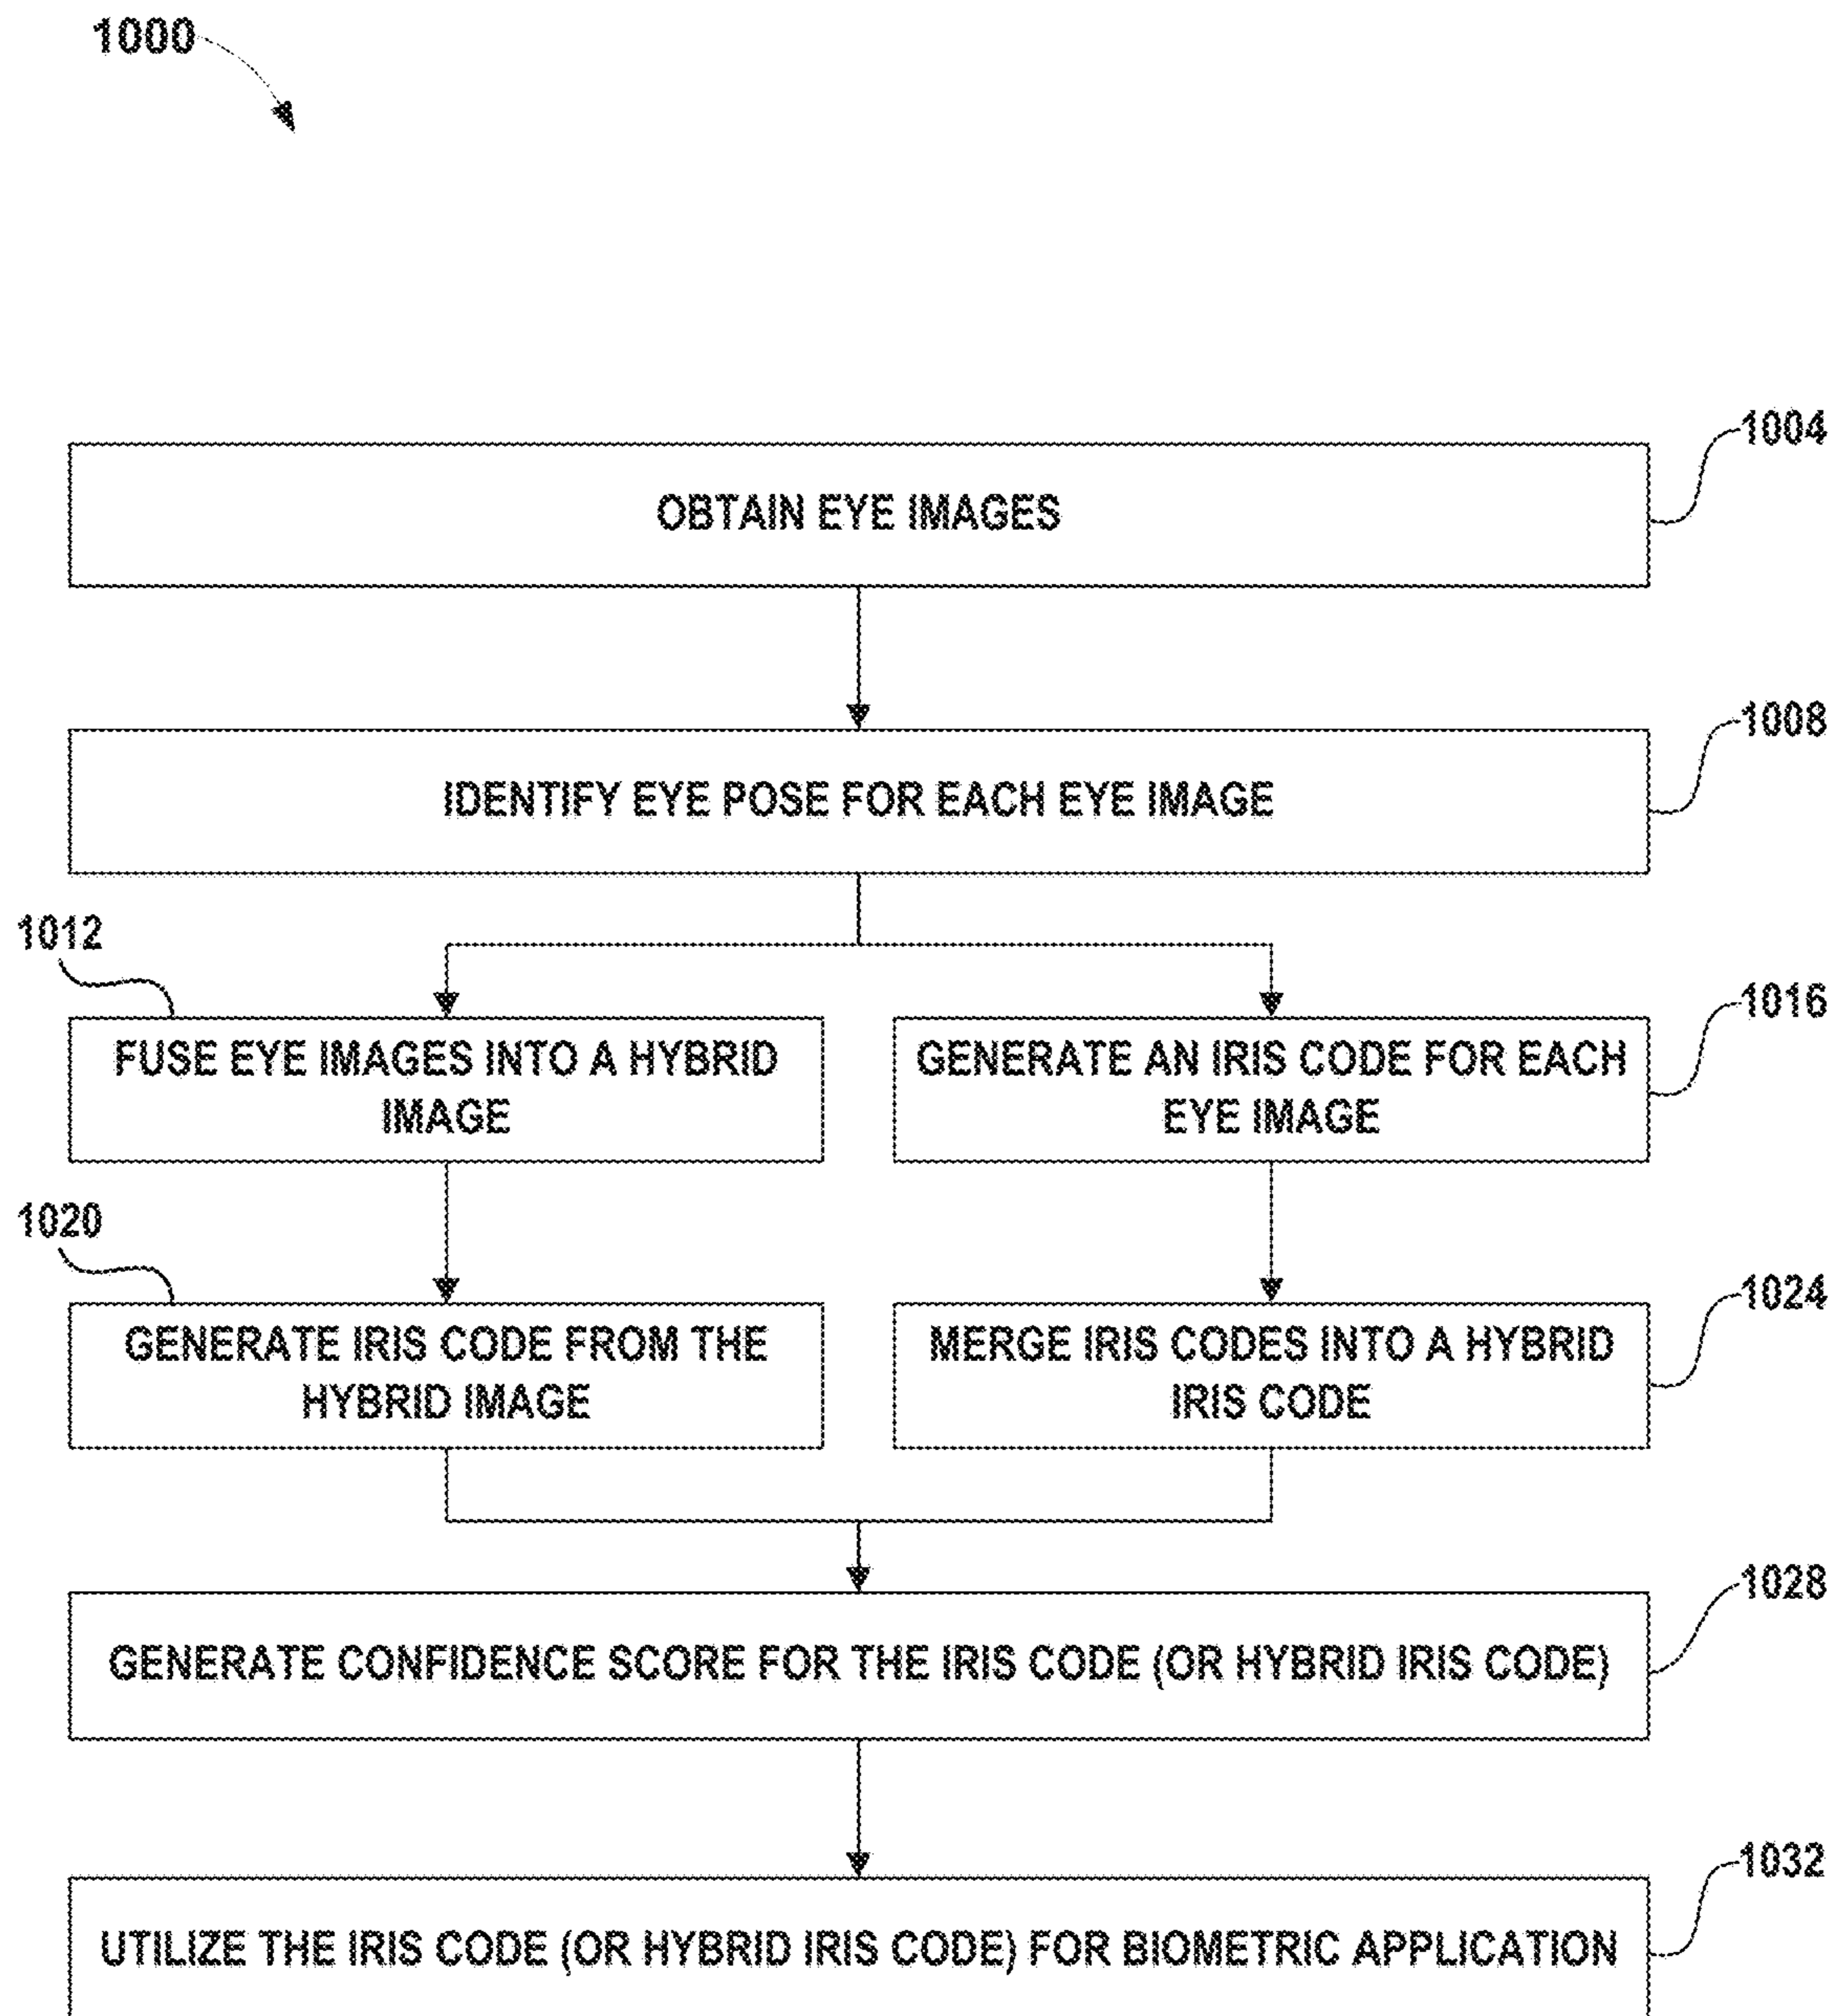 1000
1004
OBTAIN EYE IMAGES
1008
IDENTIFY EYE POSE FOR EACH EYE IMAGE
1012
FUSE EYE IMAGES INTO A HYBRID
IMAGE
1016
GENERATE AN IRIS CODE FOR EACH
EYE IMAGE
1020
GENERATE IRIS CODE FROM THE
HYBRID IMAGE
1024
MERGE IRIS CODES INTO A HYBRID
IRIS CODE
1028
GENERATE CONFIDENCE SCORE FOR THE IRIS CODE (OR HYBRID IRIS CODE)
1032
UTILIZE THE IRIS CODE (OR HYBRID IRIS CODE) FOR BIOMETRIC APPLICATION